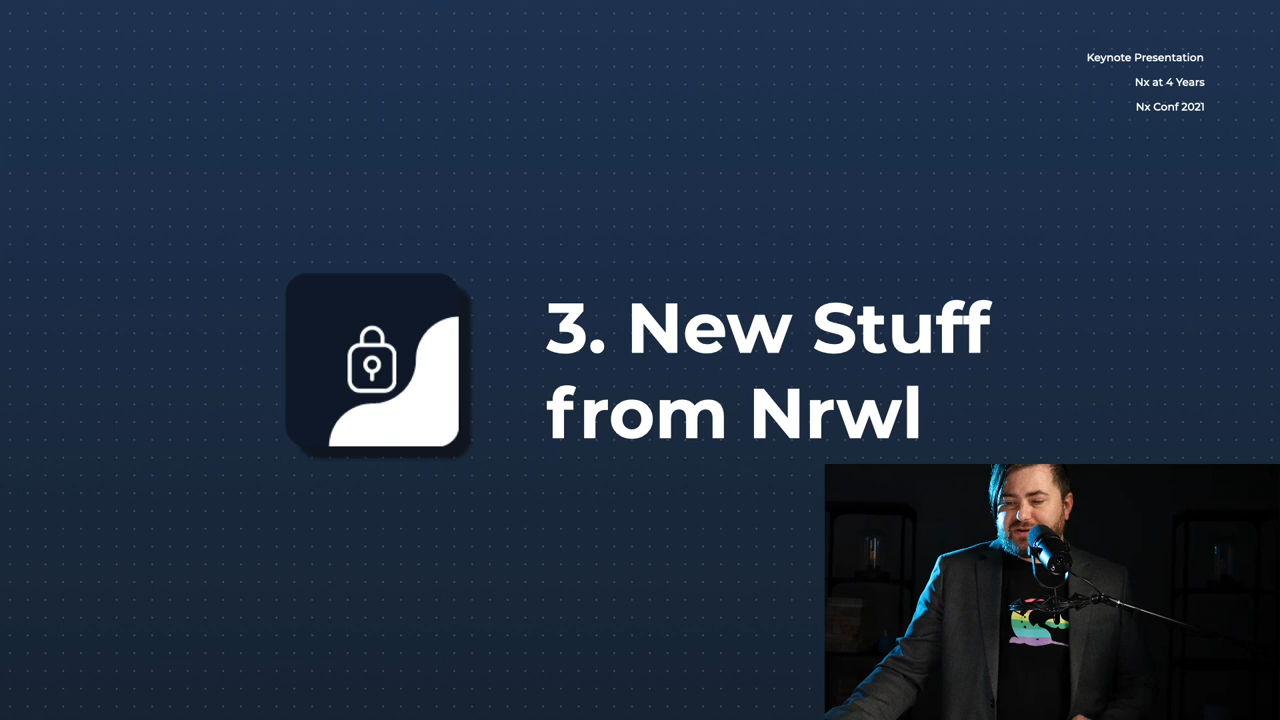 Keynote Presentation
Nx at 4 Years
Nx Conf 2021
3. New Stuff
from Nrwl